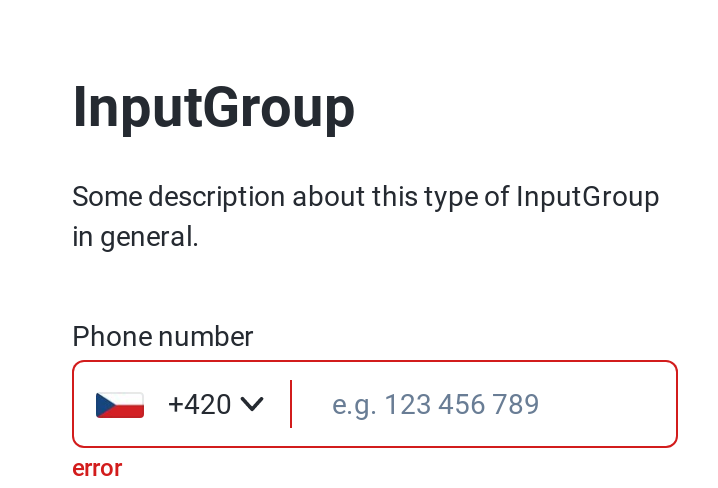 InputGroup
Some description about this type of InputGroup
in general.
Phone number
+420 e.g. 123 456 789
error